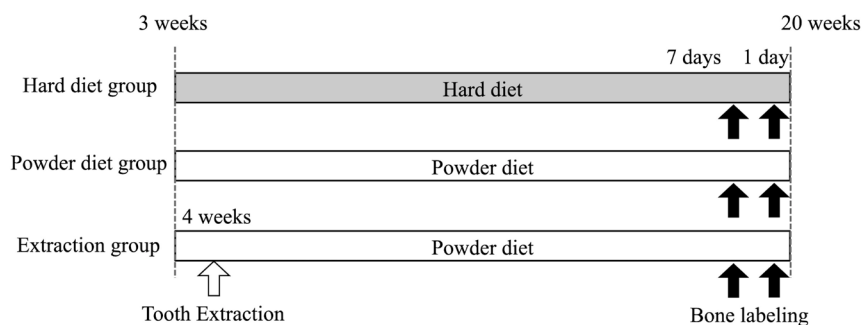 3 weeks
20 weeks
7 days
1 day
Hard diet group
Hard diet
Powder diet group
Powder diet
4 weeks
Extraction group
Powder diet
Tooth Extraction
Bone labeling